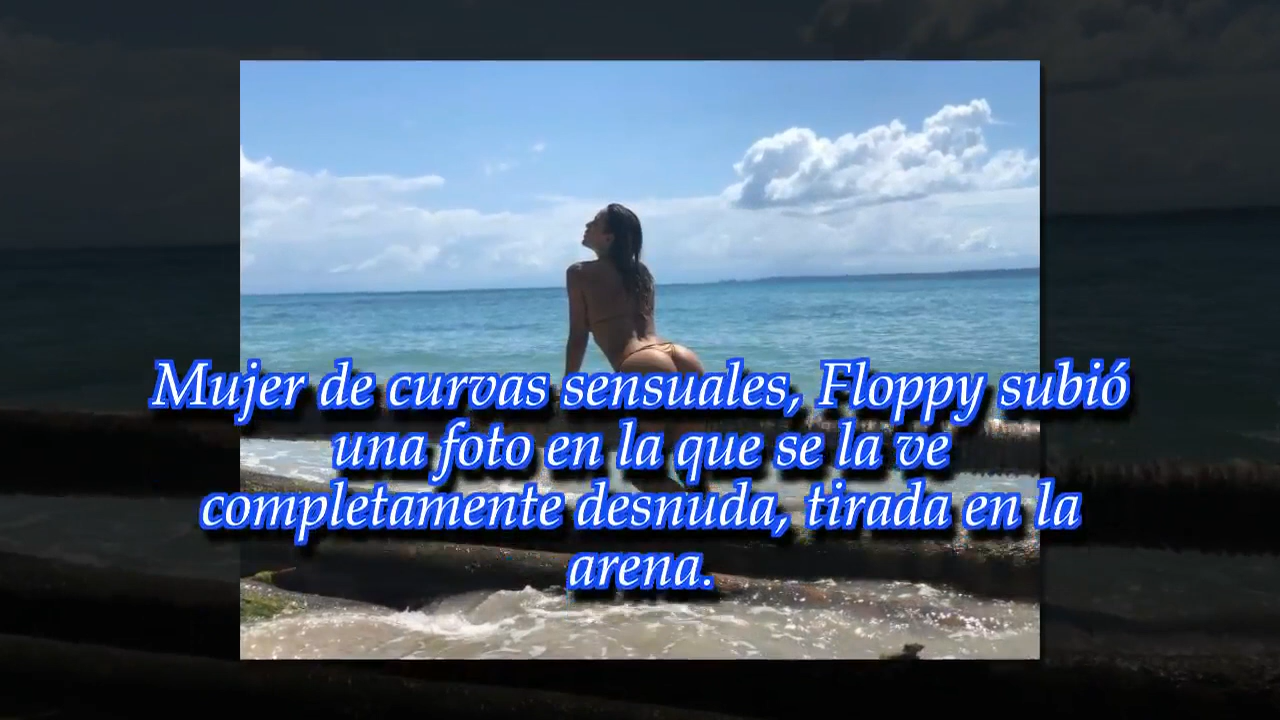 Mujer de curvas sensuales, Floppy subió
una foto en la que se la ve
completamente desnuda, tirada en la
arena.